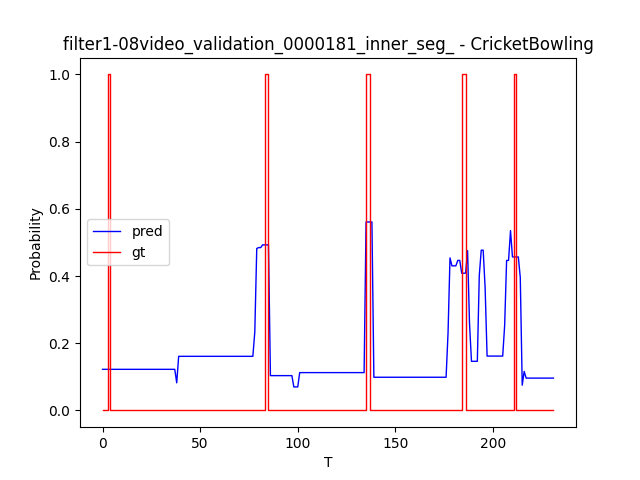 filter1-08video_validation_0000181_inner_seg_ - CricketBowling
1.0
0.8
0.6
0.4
0.2
0.0
Probability
pred
gt
0
50
100
150
200
T